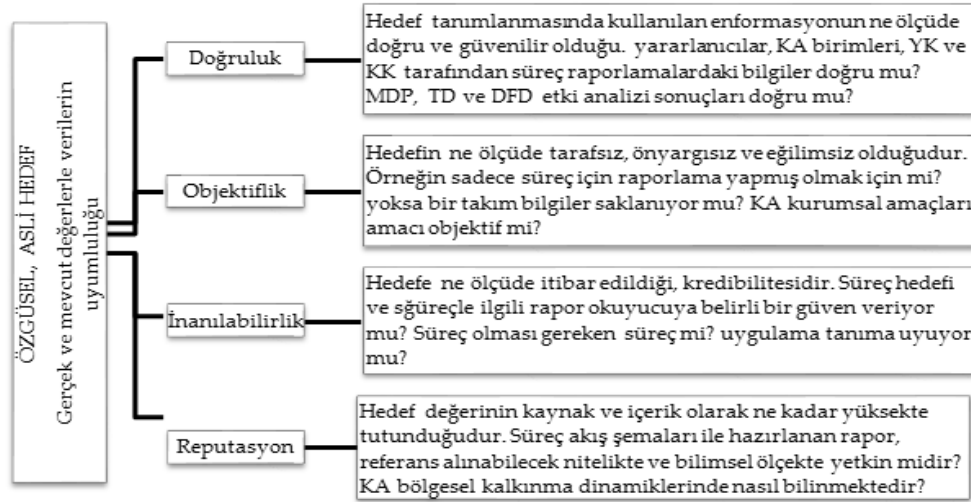 ÖZGÜSEL, ASLİ HEDEF
Gerçek ve mevcut değerlerle verilerin
uyumluluğu
Doğruluk
Hedef tanımlanmasında kullanılan enformasyonun ne ölçüde
doğru ve güvenilir olduğu. yararlanıcılar, KA birimleri, YK ve
KK tarafından süreç raporlamalardaki bilgiler doğru mu?
MDP, TD ve DFD etki analizi sonuçları doğru mu?
Objektiflik
Hedefin ne ölçüde tarafsız, önyargısız ve eğilimsiz olduğudur.
Örneğin sadece süreç için raporlama yapmış olmak için mi?
yoksa bir takım bilgiler saklanıyor mu? KA kurumsal amaçları
amacı objektif mi?
İnanılabilirlik
Hedefe ne ölçüde itibar edildiği, kredibilitesidir. Süreç hedefi
ve sğüreçle ilgili rapor okuyucuya belirli bir güven veriyor
mu? Süreç olması gereken süreç mi? uygulama tanıma uyuyor
mu?
Reputasyon
Hedef değerinin kaynak ve içerik olarak ne kadar yüksekte
tutunduğudur. Süreç akış şemaları ile hazırlanan rapor,
referans alınabilecek nitelikte ve bilimsel ölçekte yetkin midir?
KA bölgesel kalkınma dinamiklerinde nasıl bilinmektedir?